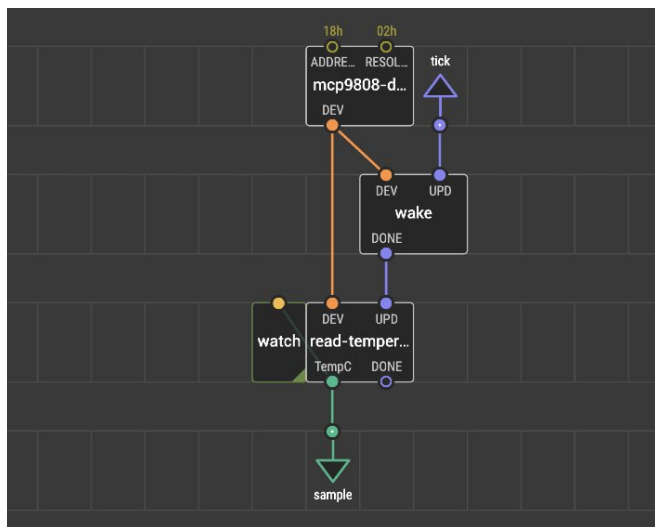 18h 02h
ADDRE... RESOL... tick
mcp9808-d...
DEV
DEV UPD
wake
DONE
DEV UPD
watch read-temper...
TempC DONE
sample